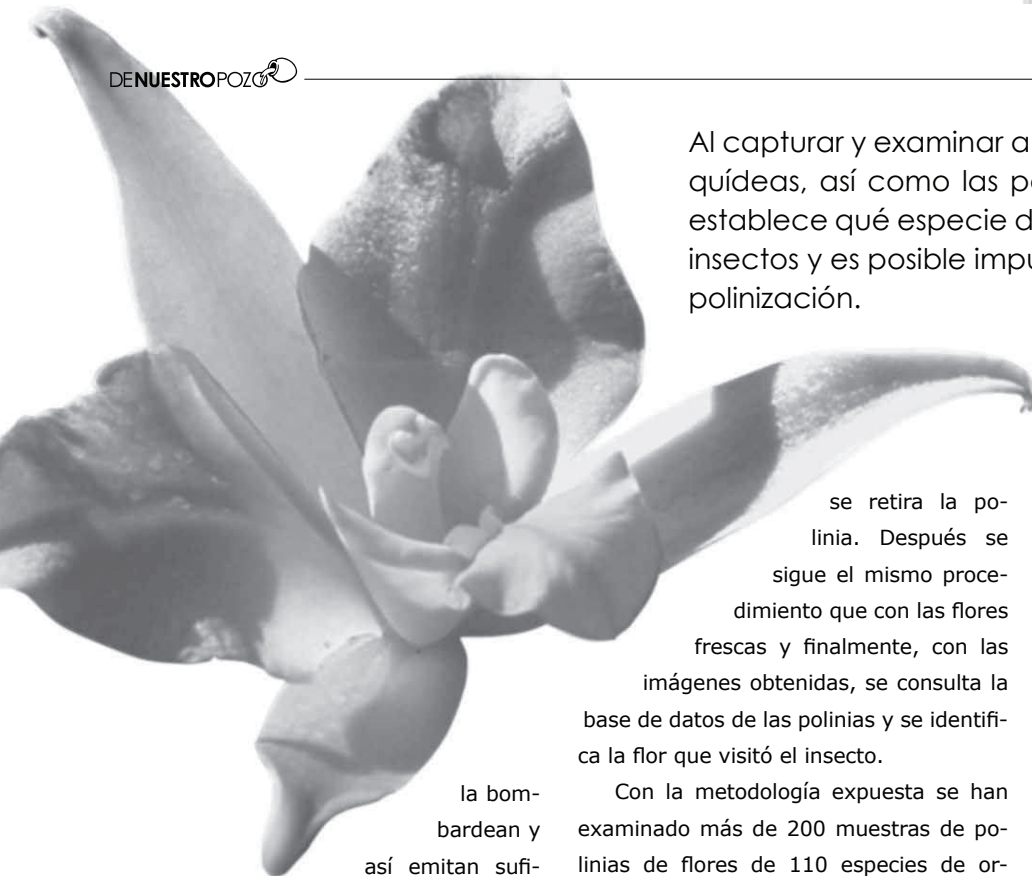 DENUESTROPOZO
Al capturar y examinar a
quídeas, así como las p
establece qué especie d
insectos y es posible impu
polinización.
la bom-
bardean y
así emitan sufi-
se retira la po-
linia. Después se
sigue el mismo proce-
dimiento que con las flores
frescas y finalmente, con las
imágenes obtenidas, se consulta la
base de datos de las polinias y se identifi-
ca la flor que visitó el insecto.
Con la metodología expuesta se han
examinado más de 200 muestras de po-
linias de flores de 110 especies de or-